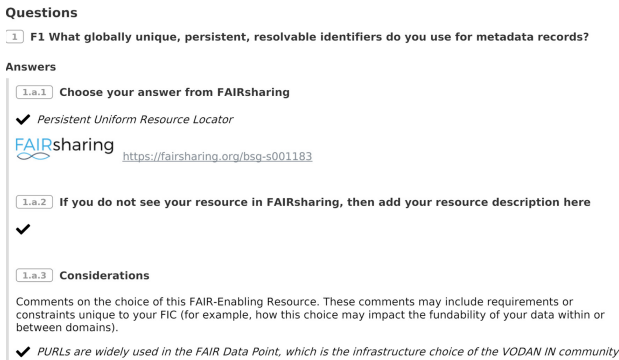 Questions
1 F1 What globally unique, persistent, resolvable identifiers do you use for metadata records?
Answers
1.a.1 Choose your answer from FAIRsharing
Persistent Uniform Resource Locator
FAIRsharing https://fairsharing.org/bsg-s001183
1.a.2 If you do not see your resource in FAIRsharing, then add your resource description here
1.a.3 Considerations
Comments on the choice of this FAIR-Enabling Resource. These comments may include requirements or
constraints unique to your FIC (for example, how this choice may impact the fundability of your data within or
between domains).
PURLs are widely used in the FAIR Data Point, which is the infrastructure choice of the VODAN IN community